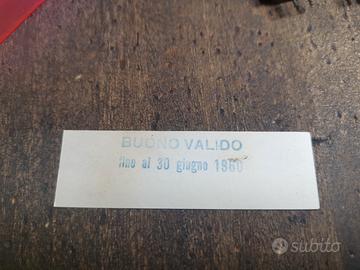 BUONO VALIDO
fino al 30 giugno 1960
subito